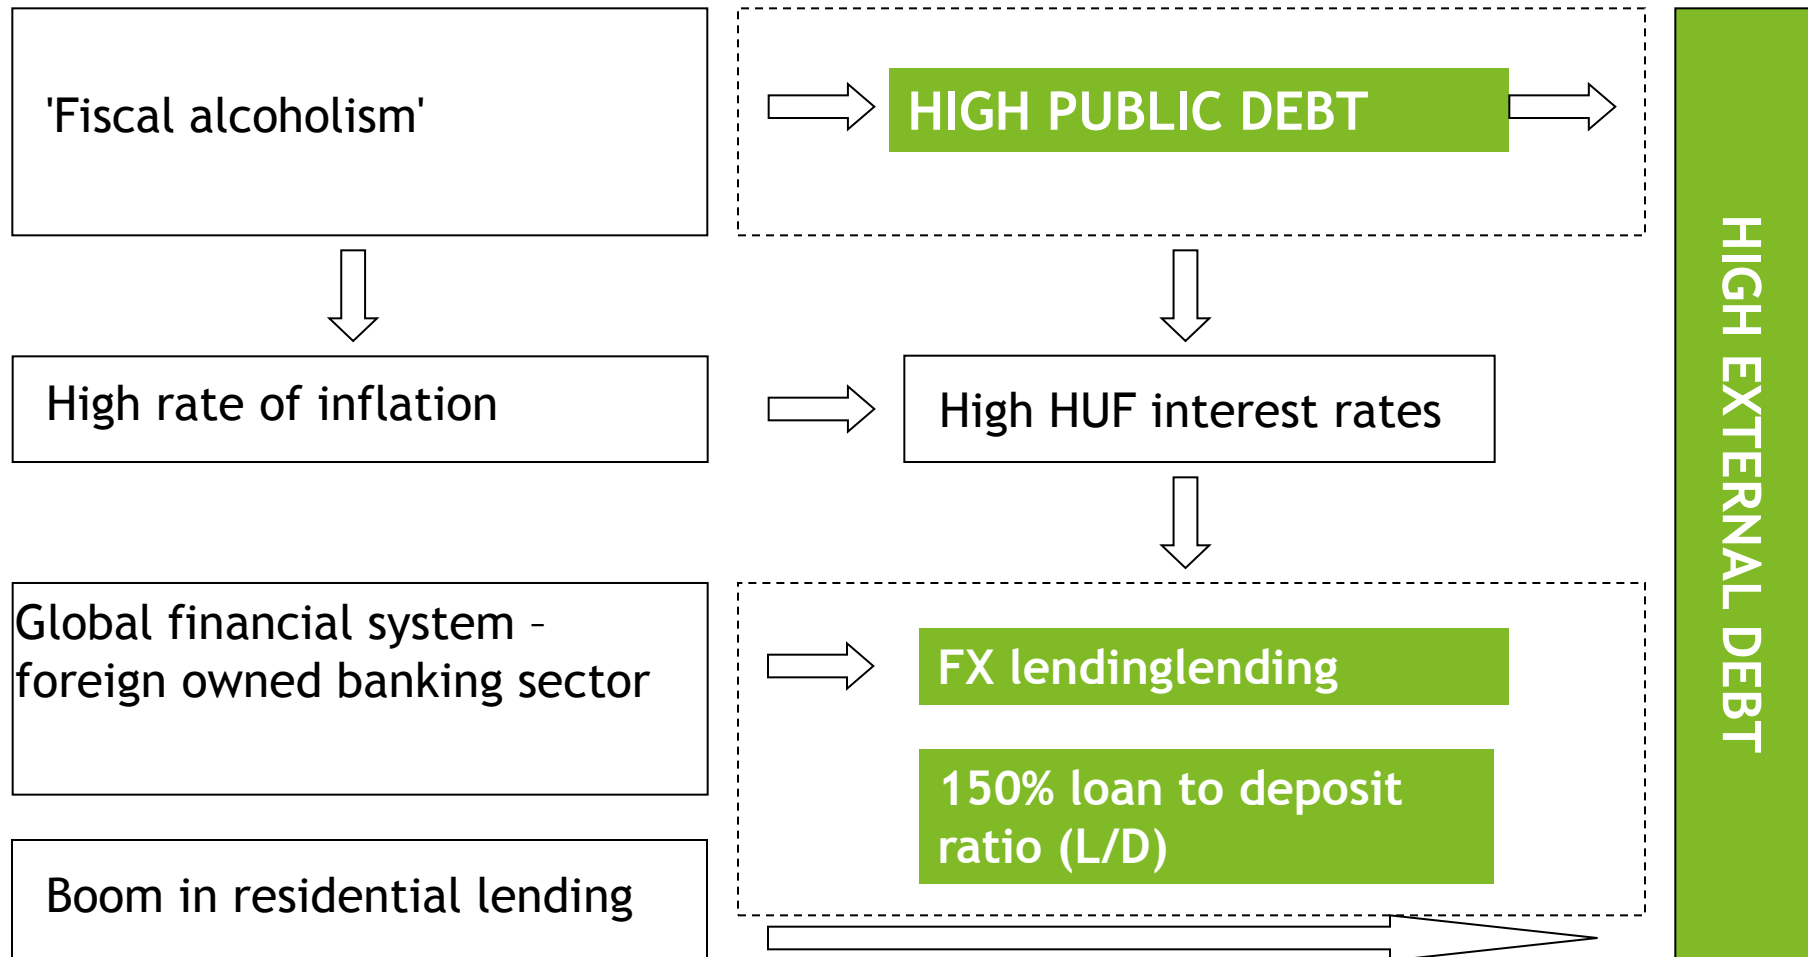 'Fiscal alcoholism'
HIGH PUBLIC DEBT
High rate of inflation
High HUF interest rates
Global financial system –
foreign owned banking sector
FX lendinglending
150% loan to deposit
ratio (L/D)
Boom in residential lending
HIGH EXTERNAL DEBT